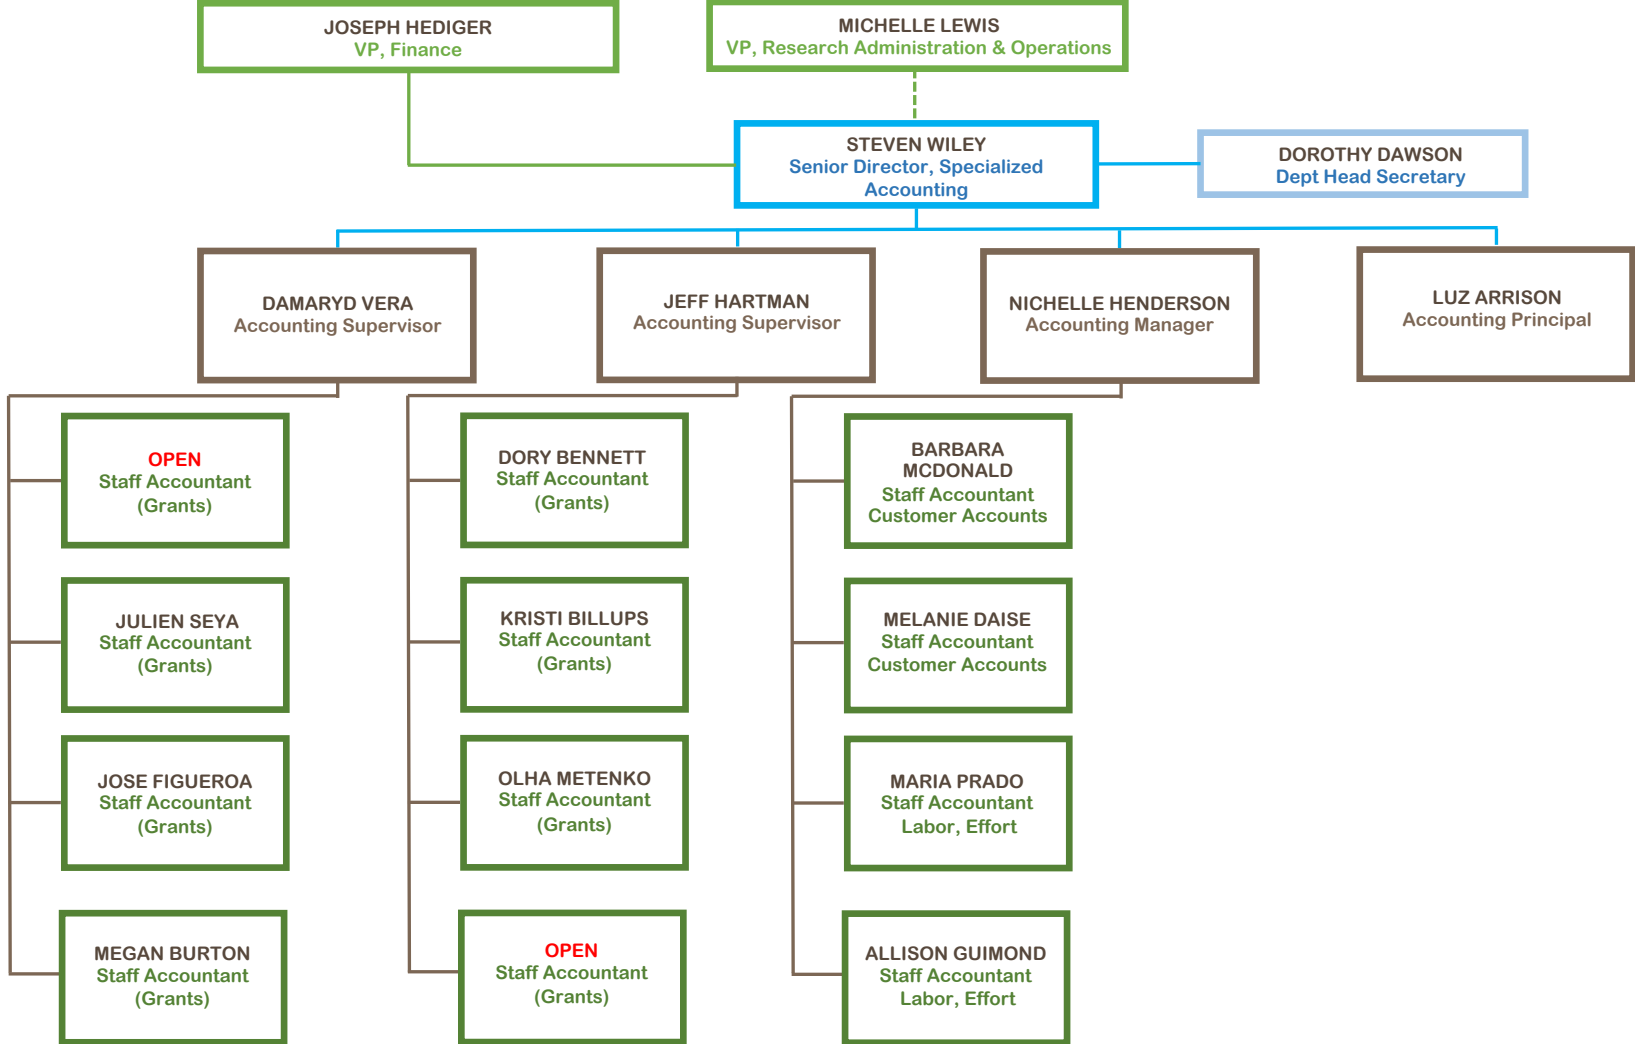 JOSEPH HEDIGER
VP, Finance
MICHELLE LEWIS
VP, Research Administration & Operations
STEVEN WILEY
Senior Director, Specialized
Accounting
DOROTHY DAWSON
Dept Head Secretary
DAMARYD VERA
Accounting Supervisor
JEFF HARTMAN
Accounting Supervisor
NICHELLE HENDERSON
Accounting Manager
LUZ ARRISON
Accounting Principal
OPEN
Staff Accountant
(Grants)
JULIEN SEYA
Staff Accountant
(Grants)
JOSE FIGUEROA
Staff Accountant
(Grants)
MEGAN BURTON
Staff Accountant
(Grants)
DORY BENNETT
Staff Accountant
(Grants)
KRISTI BILLUPS
Staff Accountant
(Grants)
OLHA METENKO
Staff Accountant
(Grants)
OPEN
Staff Accountant
(Grants)
BARBARA
MCDONALD
Staff Accountant
Customer Accounts
MELANIE DAISE
Staff Accountant
Customer Accounts
MARIA PRADO
Staff Accountant
Labor, Effort
ALLISON GUIMOND
Staff Accountant
Labor, Effort